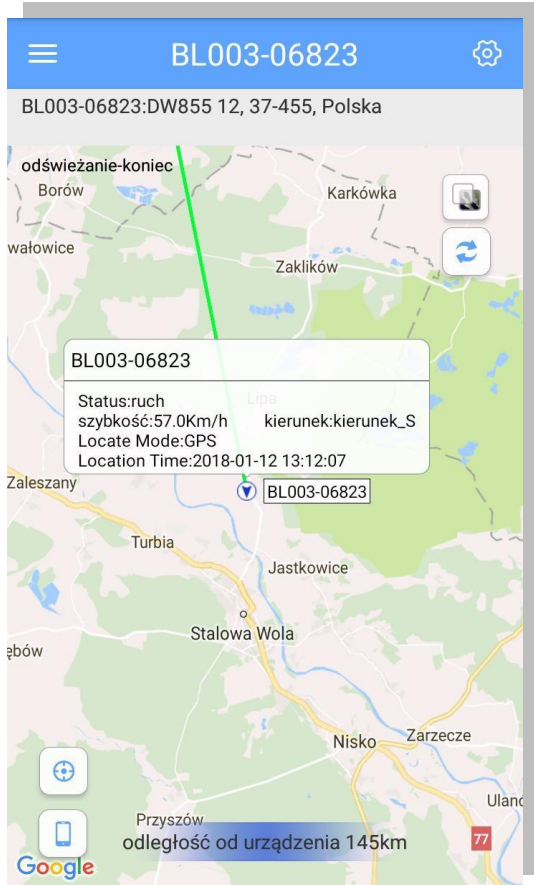 BL003-06823
BL003-06823:DW855 12, 37-455, Polska
odświeżanie-koniec
Borów
Karkówka
wałowice
Zaklików
BL003-06823
Lipa
Status:ruch
szybkość:57.0Km/h kierunek:kierunek_S
Locate Mode:GPS
Location Time:2018-01-12 13:12:07
Zaleszany
BL003-06823
Turbia
Jastkowice
Stalowa Wola
ębów
Nisko
Zarzecze
Ulano
Przyszów
odległość od urządzenia 145km
77
Google